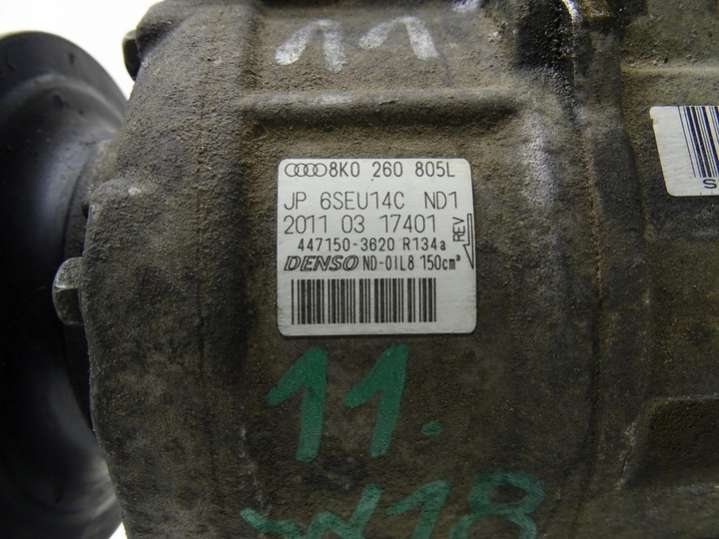 11
8K0 260 805L
JP 6SEU14C ND1
2011 03 17401
REV
447150-3620 R134a
DENSO ND-OIL8 150cm³
S
11.
W18